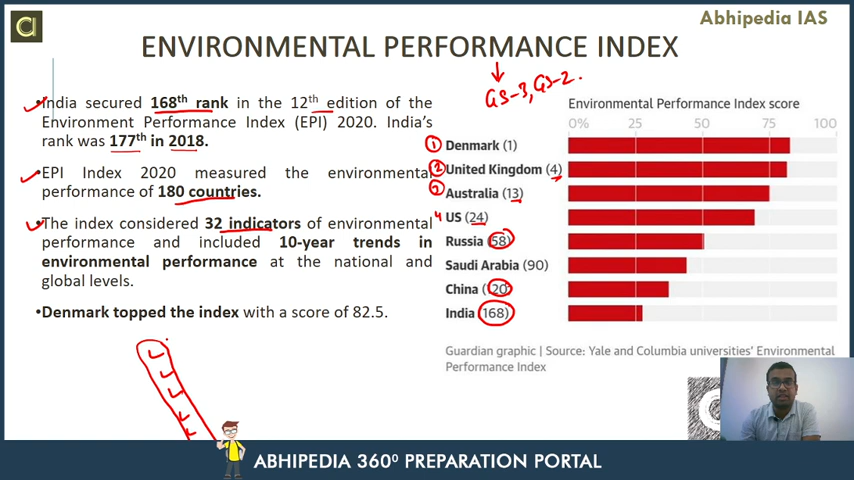 Abhipedia IAS
a
ENVIRONMENTAL PERFORMANCE INDEX
GS-3, GS-2.
•India secured 168th rank in the 12th edition of the
Environment Performance Index (EPI) 2020. India's
rank was 177th in 2018.
•EPI Index 2020 measured the environmental
performance of 180 countries.
•The index considered 32 indicators of environmental
performance and included 10-year trends in
environmental performance at the national and
global levels.
•Denmark topped the index with a score of 82.5.
Environmental Performance Index score
0% 25 50 75 100
1 Denmark (1)
2 United Kingdom (4)
3 Australia (13)
4 US (24)
Russia (58)
Saudi Arabia (90)
China (120)
India (168)
Guardian graphic | Source: Yale and Columbia universities' Environmental
Performance Index
ABHIPEDIA 360⁰ PREPARATION PORTAL